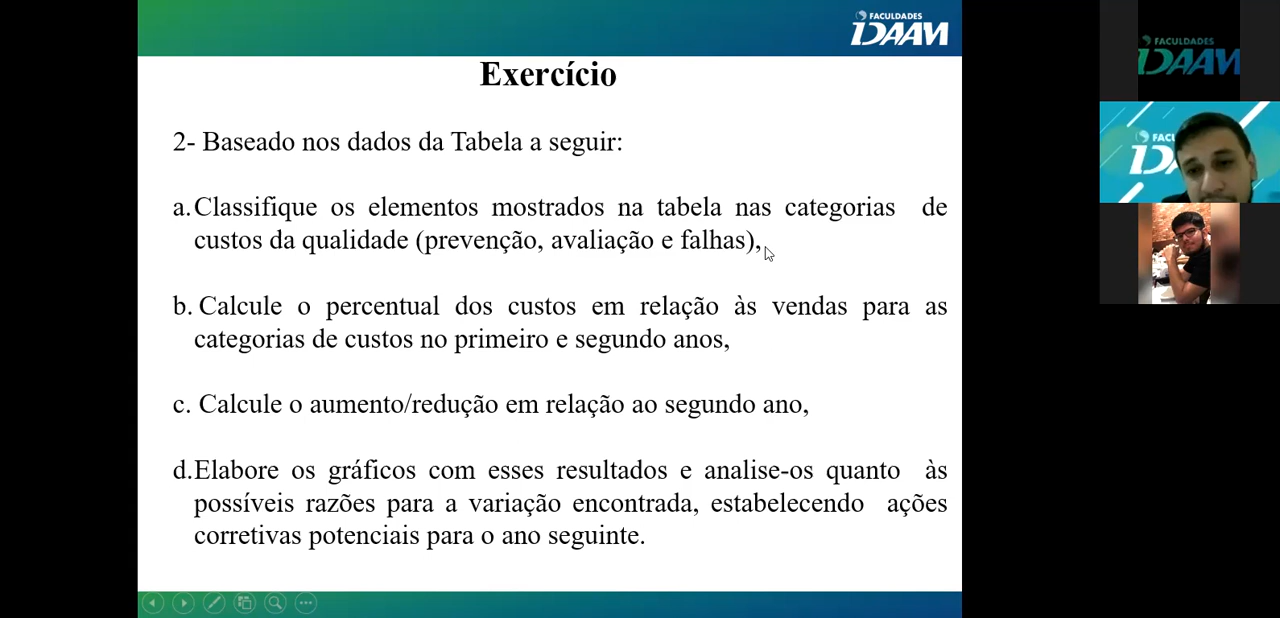 FACULDADES
IDAAM
Exercício
2- Baseado nos dados da Tabela a seguir:
a.Classifique os elementos mostrados na tabela nas categorias de
custos da qualidade (prevenção, avaliação e falhas),
b. Calcule o percentual dos custos em relação às vendas para as
categorias de custos no primeiro e segundo anos,
c. Calcule o aumento/redução em relação ao segundo ano,
d.Elabore os gráficos com esses resultados e analise-os quanto às
possíveis razões para a variação encontrada, estabelecendo ações
corretivas potenciais para o ano seguinte.
FACULDADES
IDAAM